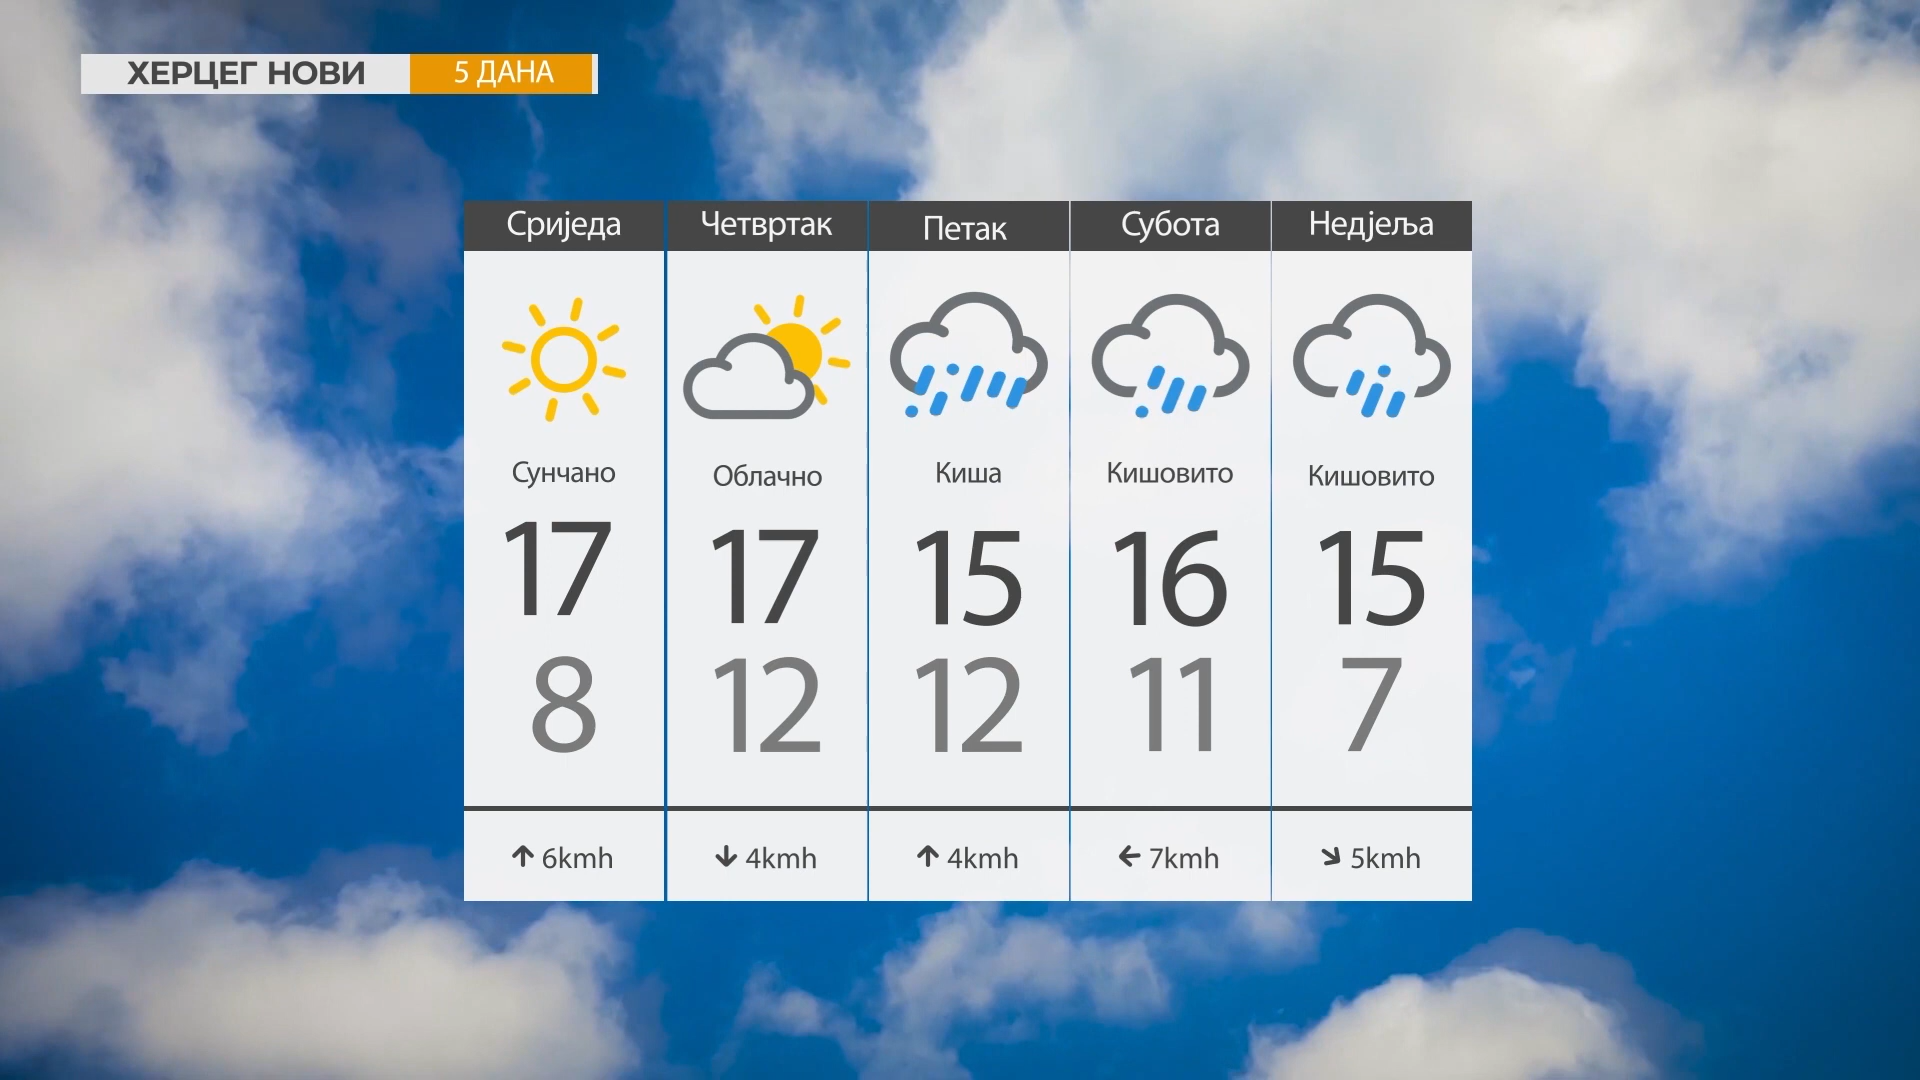 ХЕРЦЕГ НОВИ 5 ДАНА
Сриједа Четвртак Петак Субота Недјеља
Сунчано Облачно Киша Кишовито Кишовито
17 17 15 16 15
8 12 12 11 7
6kmh 4kmh 4kmh 7kmh 5kmh